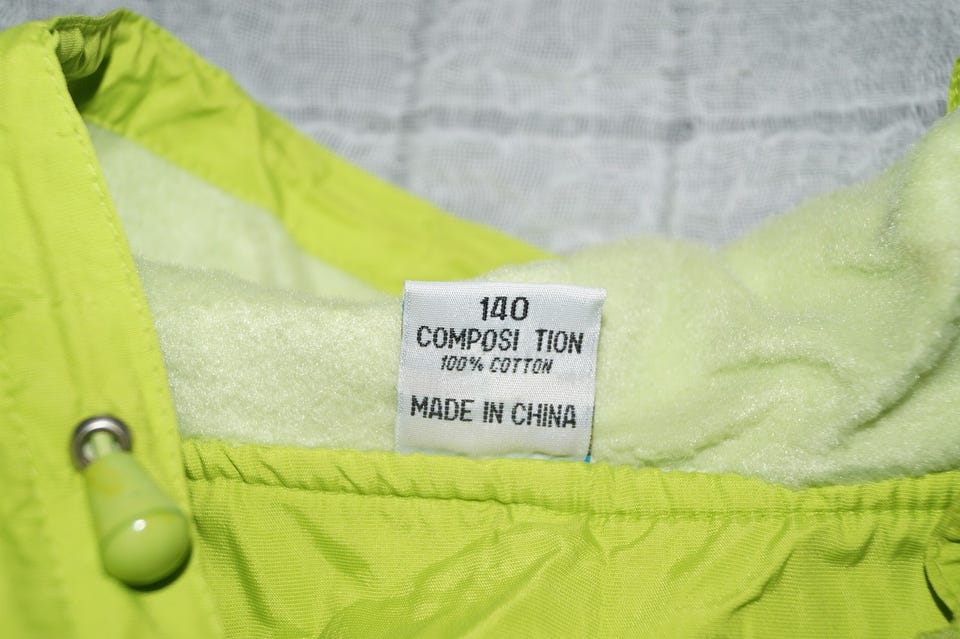 140
COMPOSI TION
100% COTTON
MADE IN CHINA